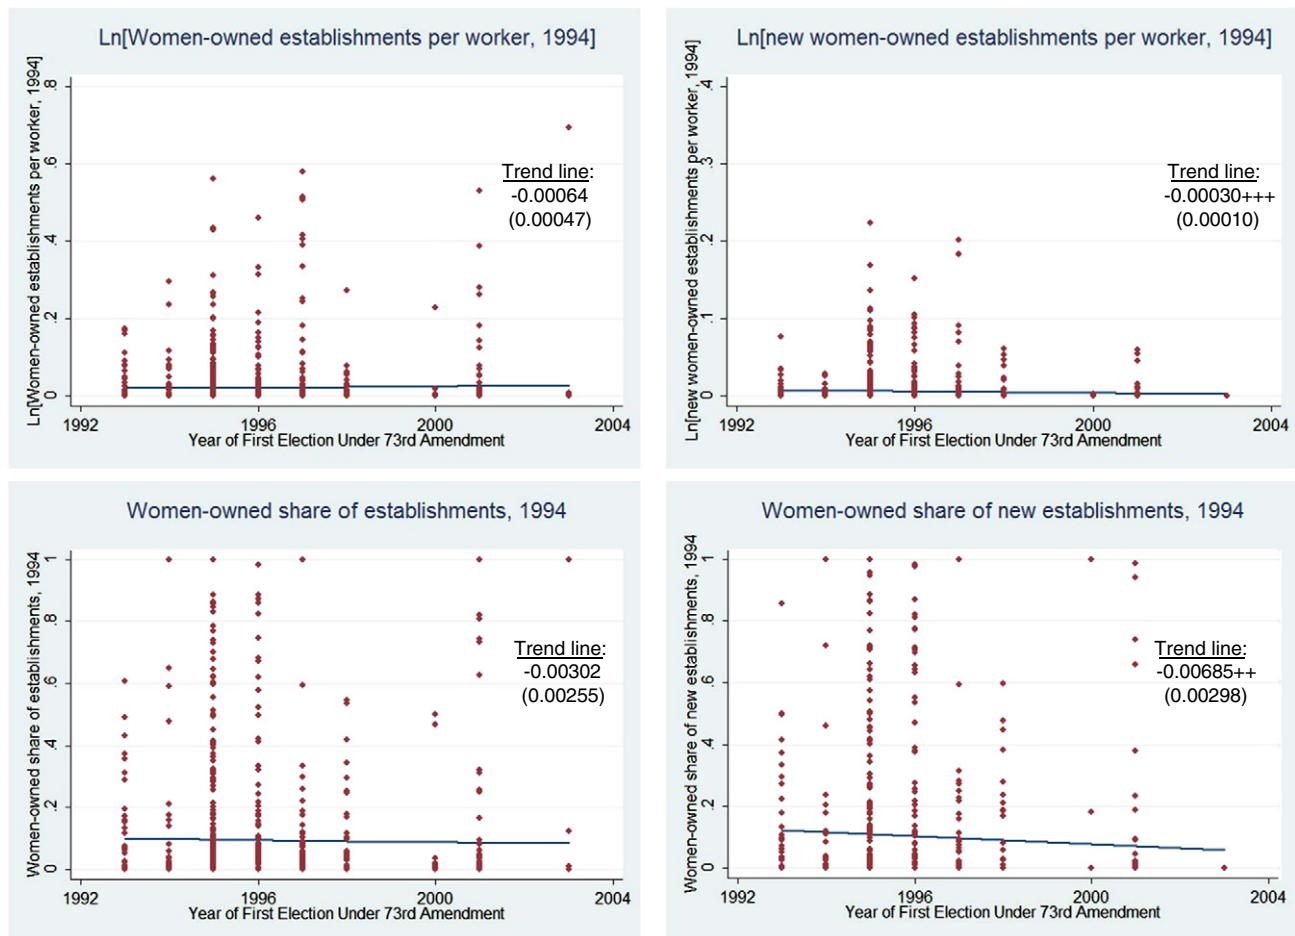 Ln[Women-owned establishments per worker, 1994]
Ln[Women-owned establishments per worker, 1994]
.8
.6
.4
.2
0
Trend line:
-0.00064
(0.00047)
1992
1996
2000
2004
Year of First Election Under 73rd Amendment
Ln[new women-owned establishments per worker, 1994]
Ln[new women-owned establishments per worker, 1994]
.4
.3
.2
.1
0
Trend line:
-0.00030+++
(0.00010)
1992
1996
2000
2004
Year of First Election Under 73rd Amendment
Women-owned share of establishments, 1994
Women-owned share of establishments, 1994
1
.8
.6
.4
.2
0
Trend line:
-0.00302
(0.00255)
1992
1996
2000
2004
Year of First Election Under 73rd Amendment
Women-owned share of new establishments, 1994
Women-owned share of new establishments, 1994
1
.8
.6
.4
.2
0
Trend line:
-0.00685++
(0.00298)
1992
1996
2000
2004
Year of First Election Under 73rd Amendment